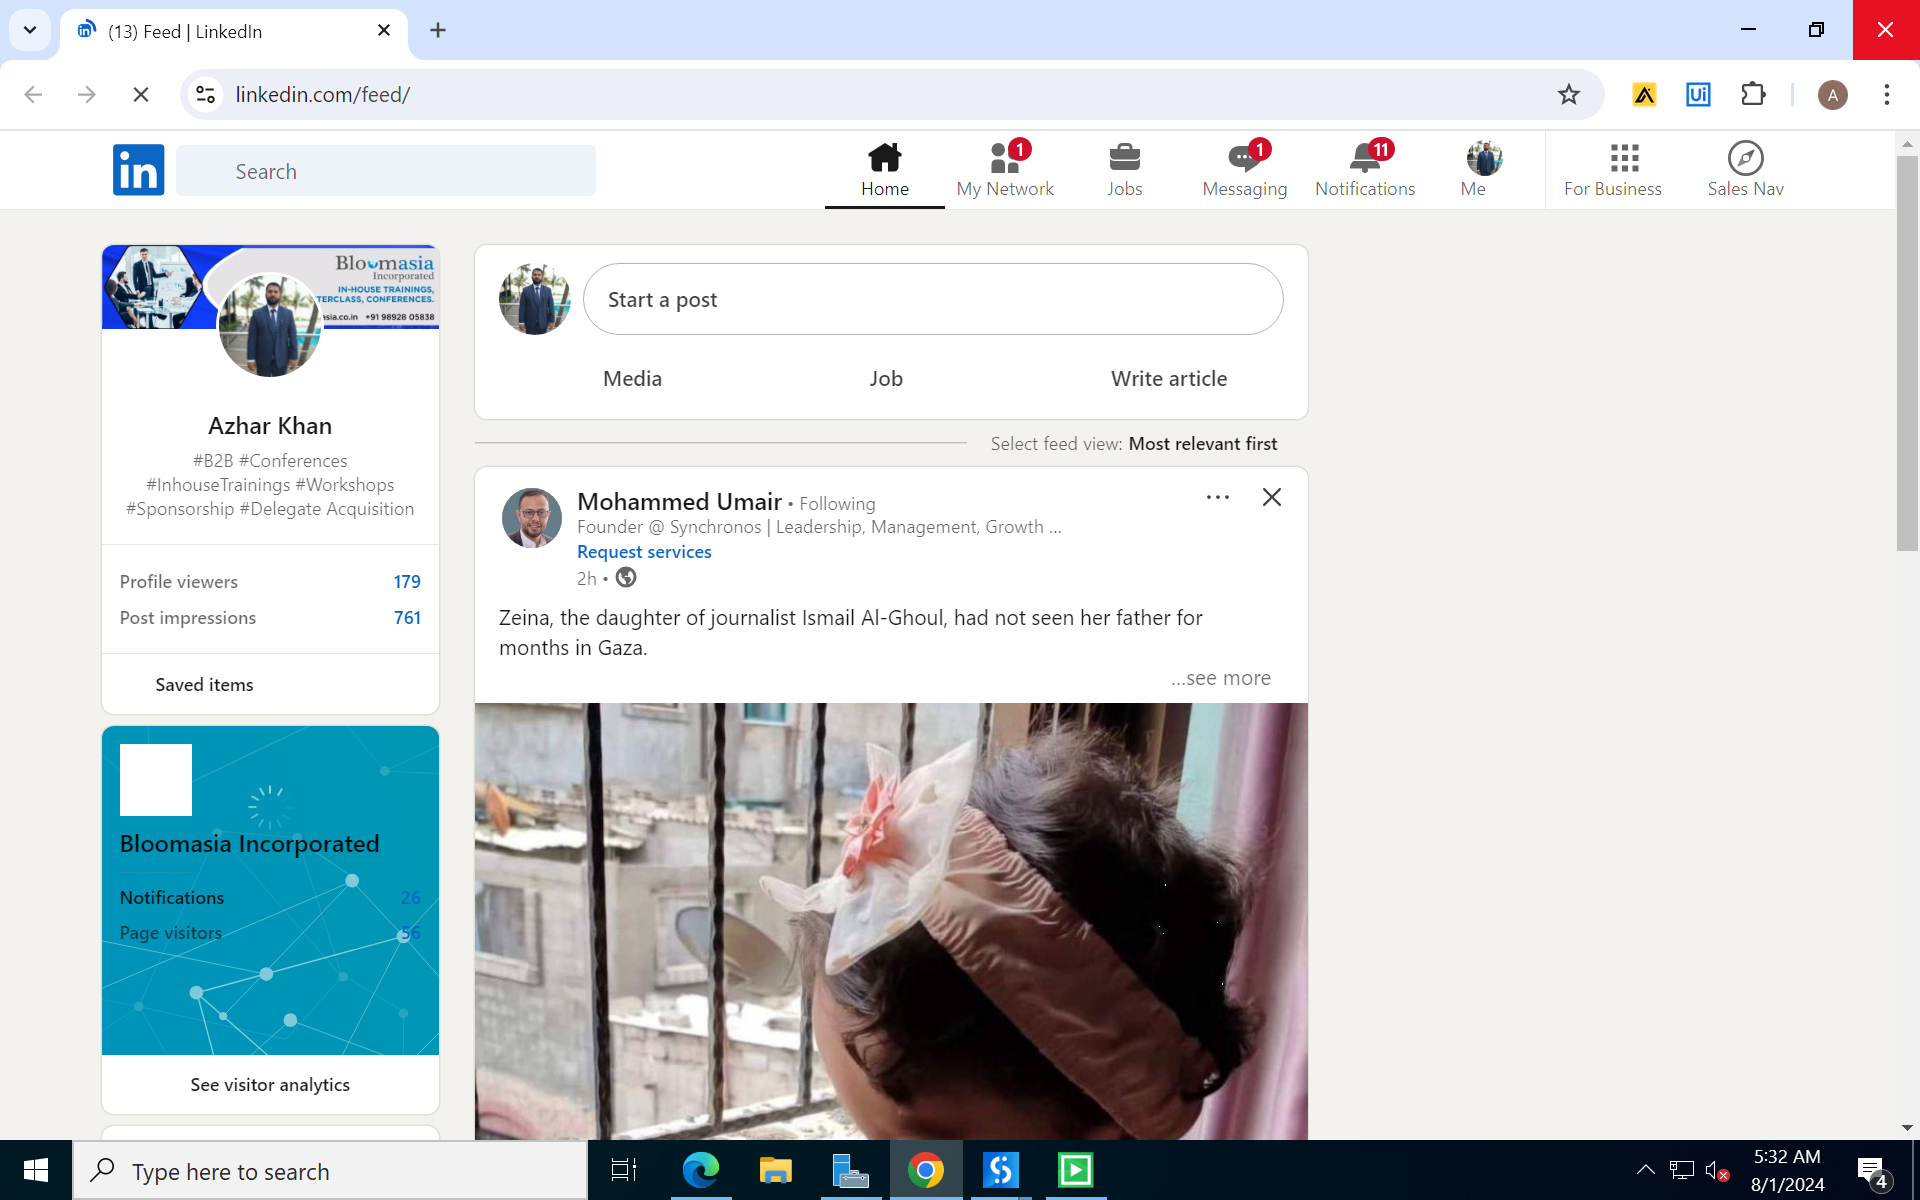 (13) Feed | LinkedIn
linkedin.com/feed/
Ui
A
in
Search
Home
1
My Network
Jobs
1
Messaging
11
Notifications
Me
For Business
Sales Nav
Bloomasia
Incorporated
IN-HOUSE TRAININGS,
TERCLASS, CONFERENCES.
asia.co.in +91 98928 05838
Azhar Khan
#B2B #Conferences
#InhouseTrainings #Workshops
#Sponsorship #Delegate Acquisition
Profile viewers 179
Post impressions 761
Saved items
Bloomasia Incorporated
Notifications 26
Page visitors 56
See visitor analytics
Start a post
Media Job Write article
Select feed view: Most relevant first
Mohammed Umair • Following
Founder @ Synchronos | Leadership, Management, Growth ...
Request services
2h •
Zeina, the daughter of journalist Ismail Al-Ghoul, had not seen her father for
months in Gaza.
...see more
Type here to search
5:32 AM
8/1/2024
4